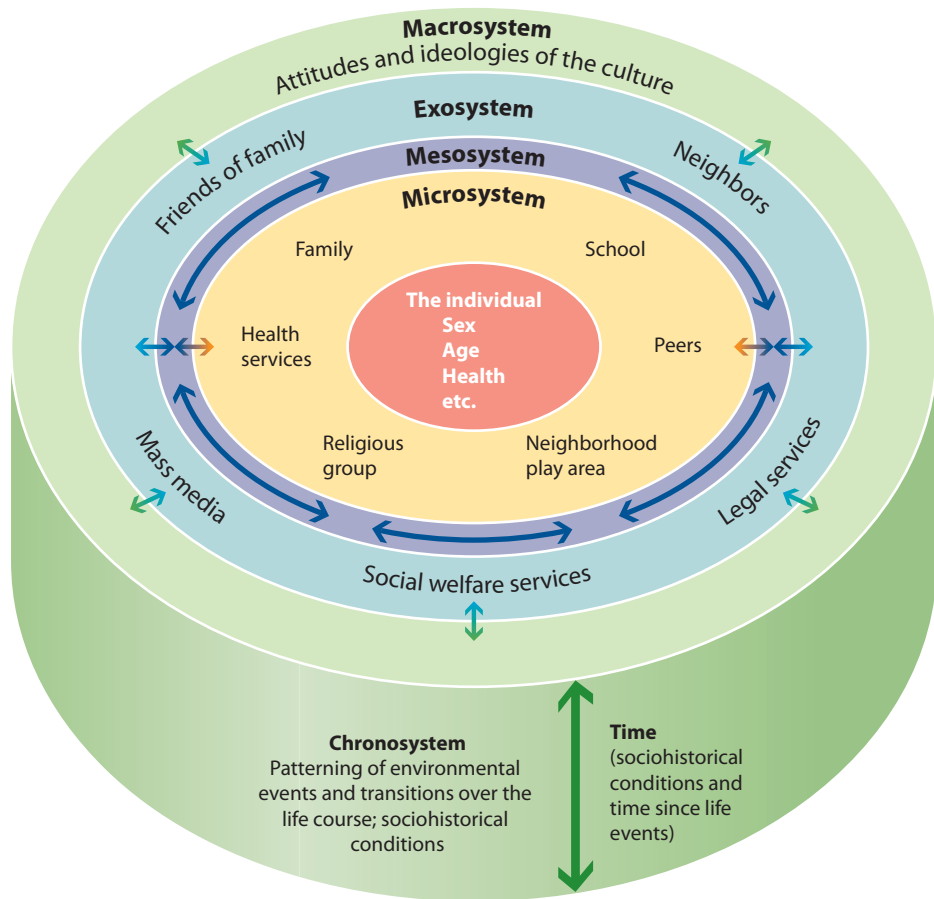 Macrosystem
Attitudes and ideologies of the culture
Exosystem
Friends of family
Neighbors
Mesosystem
Microsystem
Family
School
The individual
Sex
Age
Health
etc.
Health
services
Peers
Religious
group
Neighborhood
play area
Mass media
Legal services
Social welfare services
Chronosystem
Patterning of environmental
events and transitions over the
life course; sociohistorical
conditions
Time
(sociohistorical
conditions and
time since life
events)